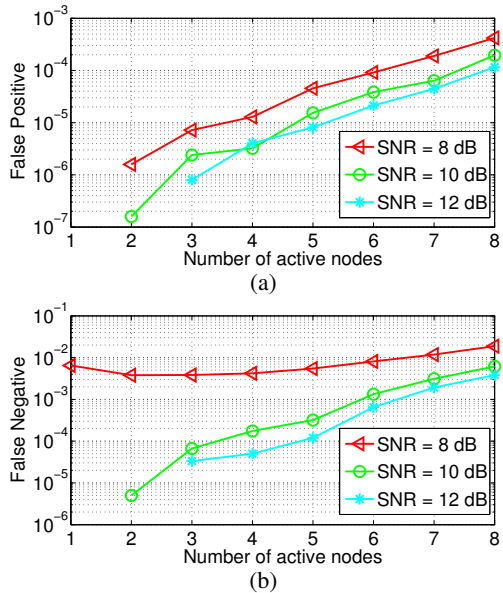 10^-3
10^-4
10^-5
10^-6
10^-7
False Positive
SNR = 8 dB
SNR = 10 dB
SNR = 12 dB
1 2 3 4 5 6 7 8
Number of active nodes
(a)
10^-1
10^-2
10^-3
10^-4
10^-5
10^-6
False Negative
SNR = 8 dB
SNR = 10 dB
SNR = 12 dB
1 2 3 4 5 6 7 8
Number of active nodes
(b)